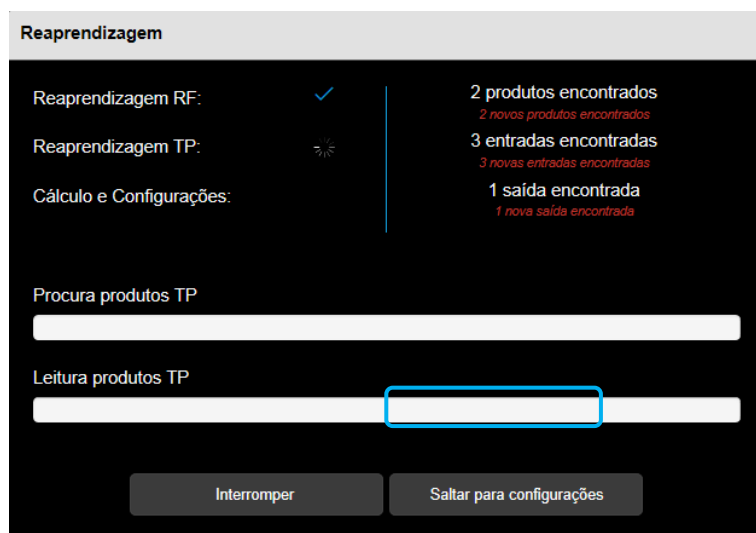 Reaprendizagem
Reaprendizagem RF:
2 produtos encontrados
2 novos produtos encontrados
Reaprendizagem TP:
3 entradas encontradas
3 novas entradas encontradas
Cálculo e Configurações:
1 saída encontrada
1 nova saída encontrada
Procura produtos TP
Leitura produtos TP
Interromper
Saltar para configurações